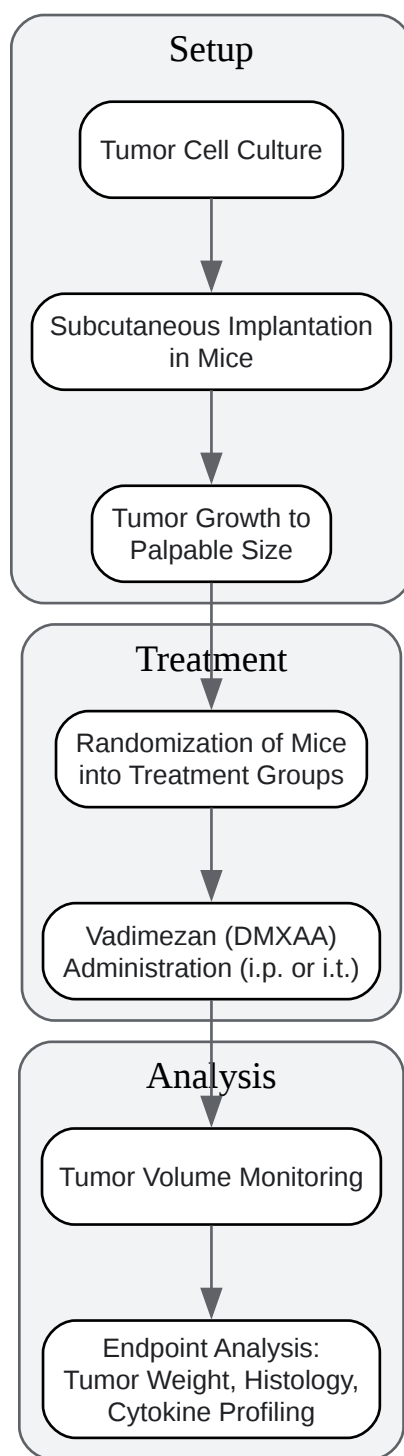 Setup
Tumor Cell Culture
Subcutaneous Implantation
in Mice
Tumor Growth to
Palpable Size
Treatment
Randomization of Mice
into Treatment Groups
Vadimezan (DMXAA)
Administration (i.p. or i.t.)
Analysis
Tumor Volume Monitoring
Endpoint Analysis:
Tumor Weight, Histology,
Cytokine Profiling